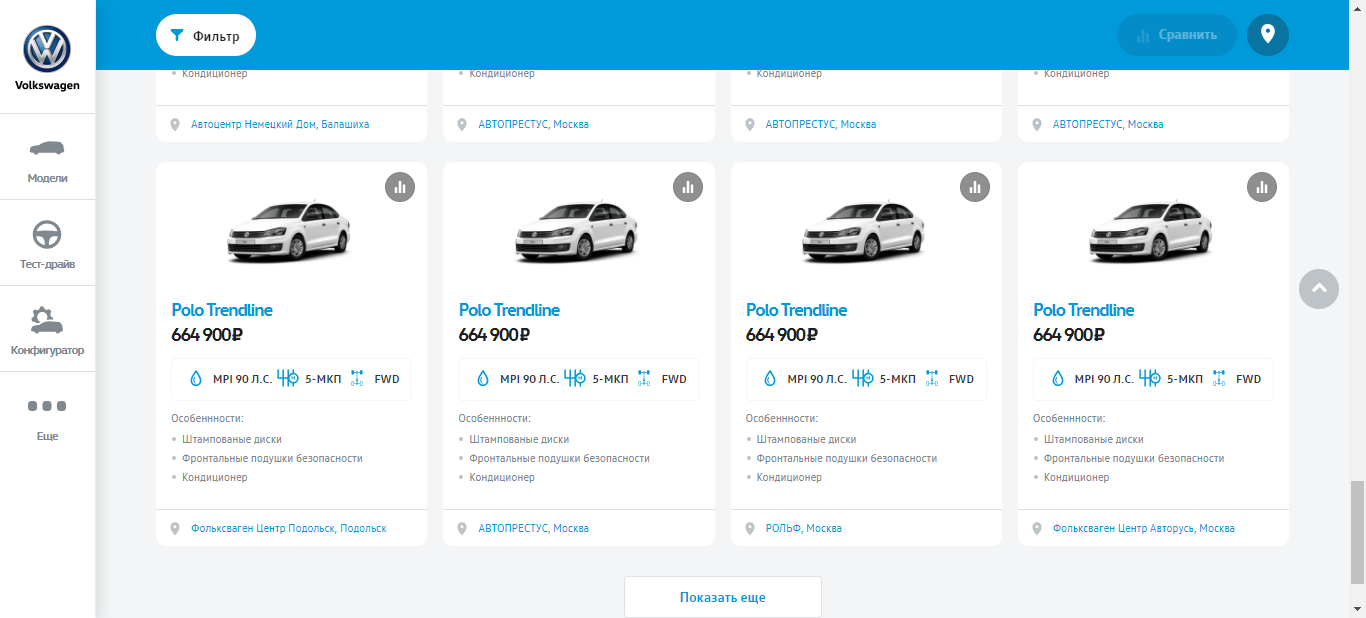 Volkswagen
Модели
Тест-драйв
Конфигуратор
Еще
Фильтр
Сравнить
Кондиционер
Кондиционер
Кондиционер
Кондиционер
Автоцентр Немецкий Дом, Балашиха
АВТОПРЕСТУС, Москва
АВТОПРЕСТУС, Москва
АВТОПРЕСТУС, Москва
Polo Trendline
664 900₽
MPI 90 Л.С. 5-МКП FWD
Особеннности:
Штампованые диски
Фронтальные подушки безопасности
Кондиционер
Фольксваген Центр Подольск, Подольск
Polo Trendline
664 900₽
MPI 90 Л.С. 5-МКП FWD
Особеннности:
Штампованые диски
Фронтальные подушки безопасности
Кондиционер
АВТОПРЕСТУС, Москва
Polo Trendline
664 900₽
MPI 90 Л.С. 5-МКП FWD
Особеннности:
Штампованые диски
Фронтальные подушки безопасности
Кондиционер
РОЛЬФ, Москва
Polo Trendline
664 900₽
MPI 90 Л.С. 5-МКП FWD
Особеннности:
Штампованые диски
Фронтальные подушки безопасности
Кондиционер
Фольксваген Центр Авторусь, Москва
Показать еще